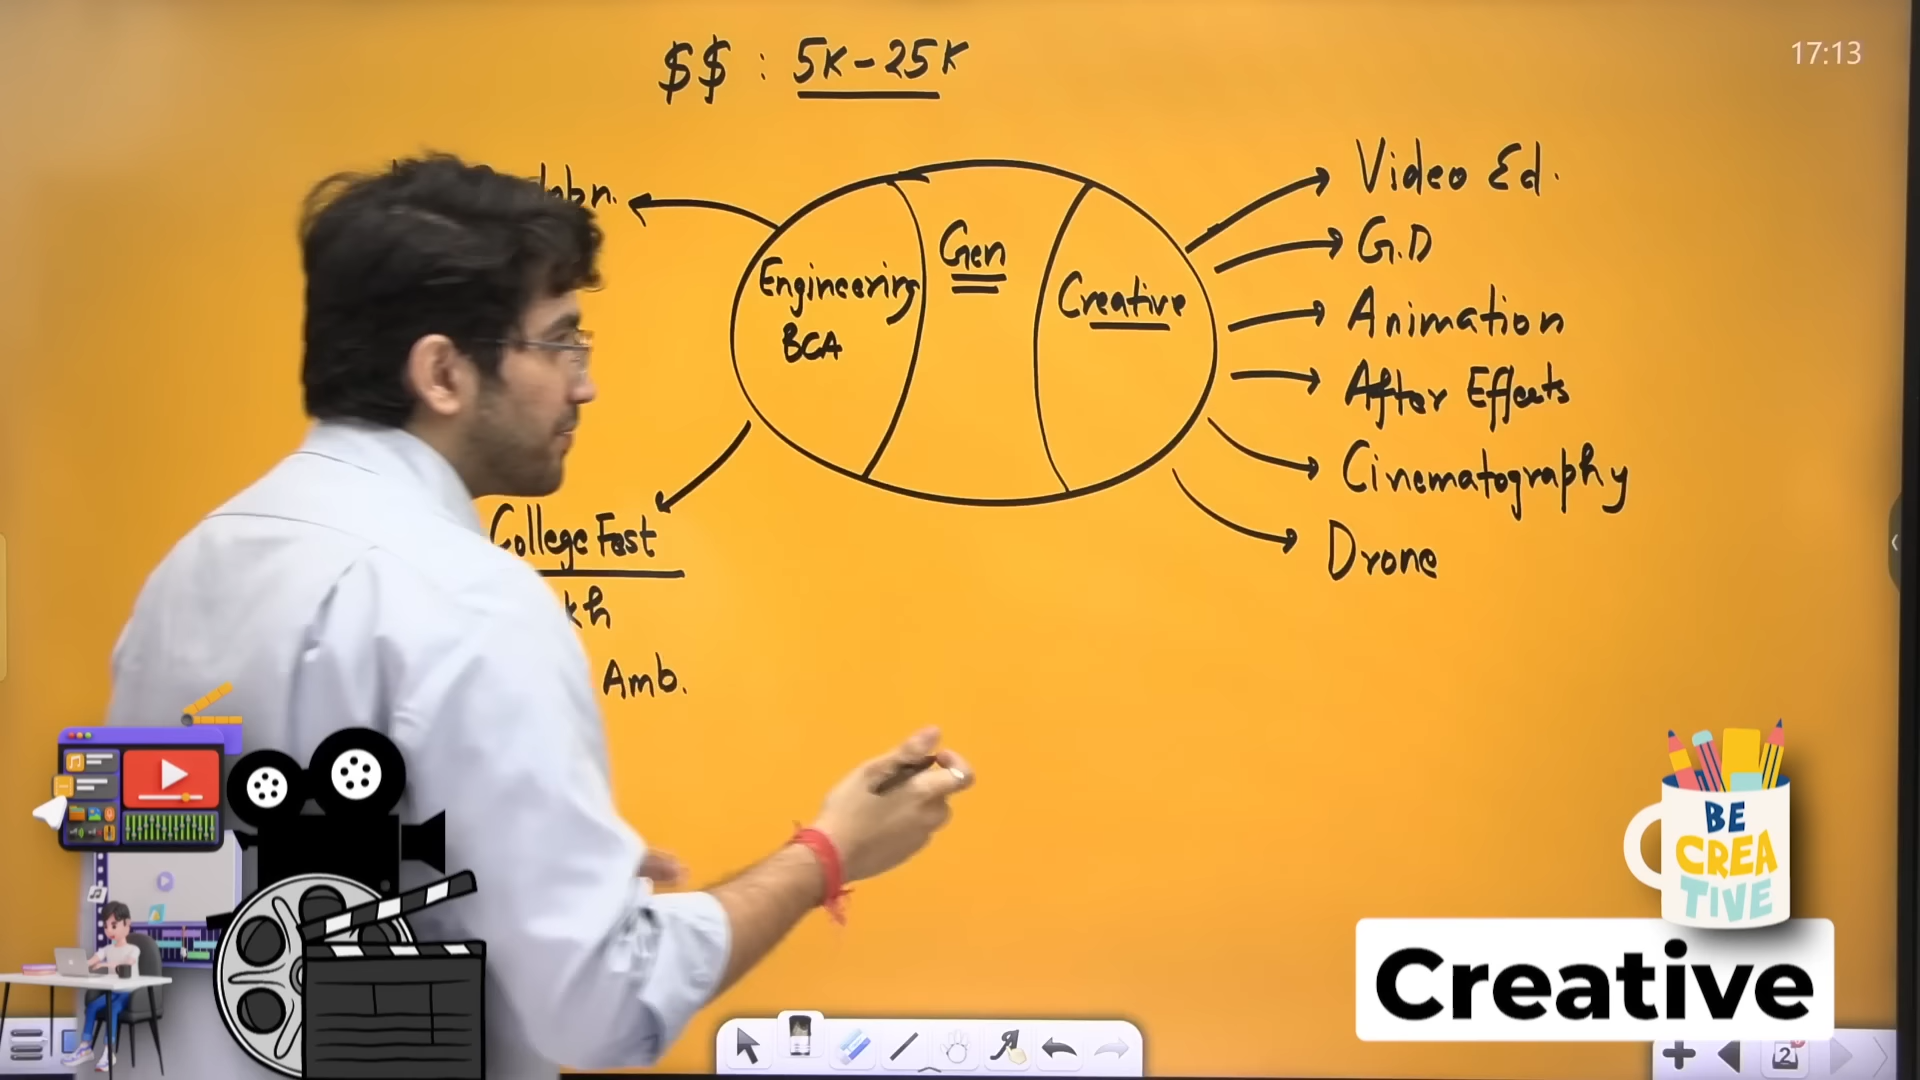 $$ : 5K-25K
17:13
Engineering
BCA
Gen
Creative
Video Ed.
G.D
Animation
After Effects
Cinematography
Drone
College Fest
Amb.
BE
CREA
TIVE
Creative
2